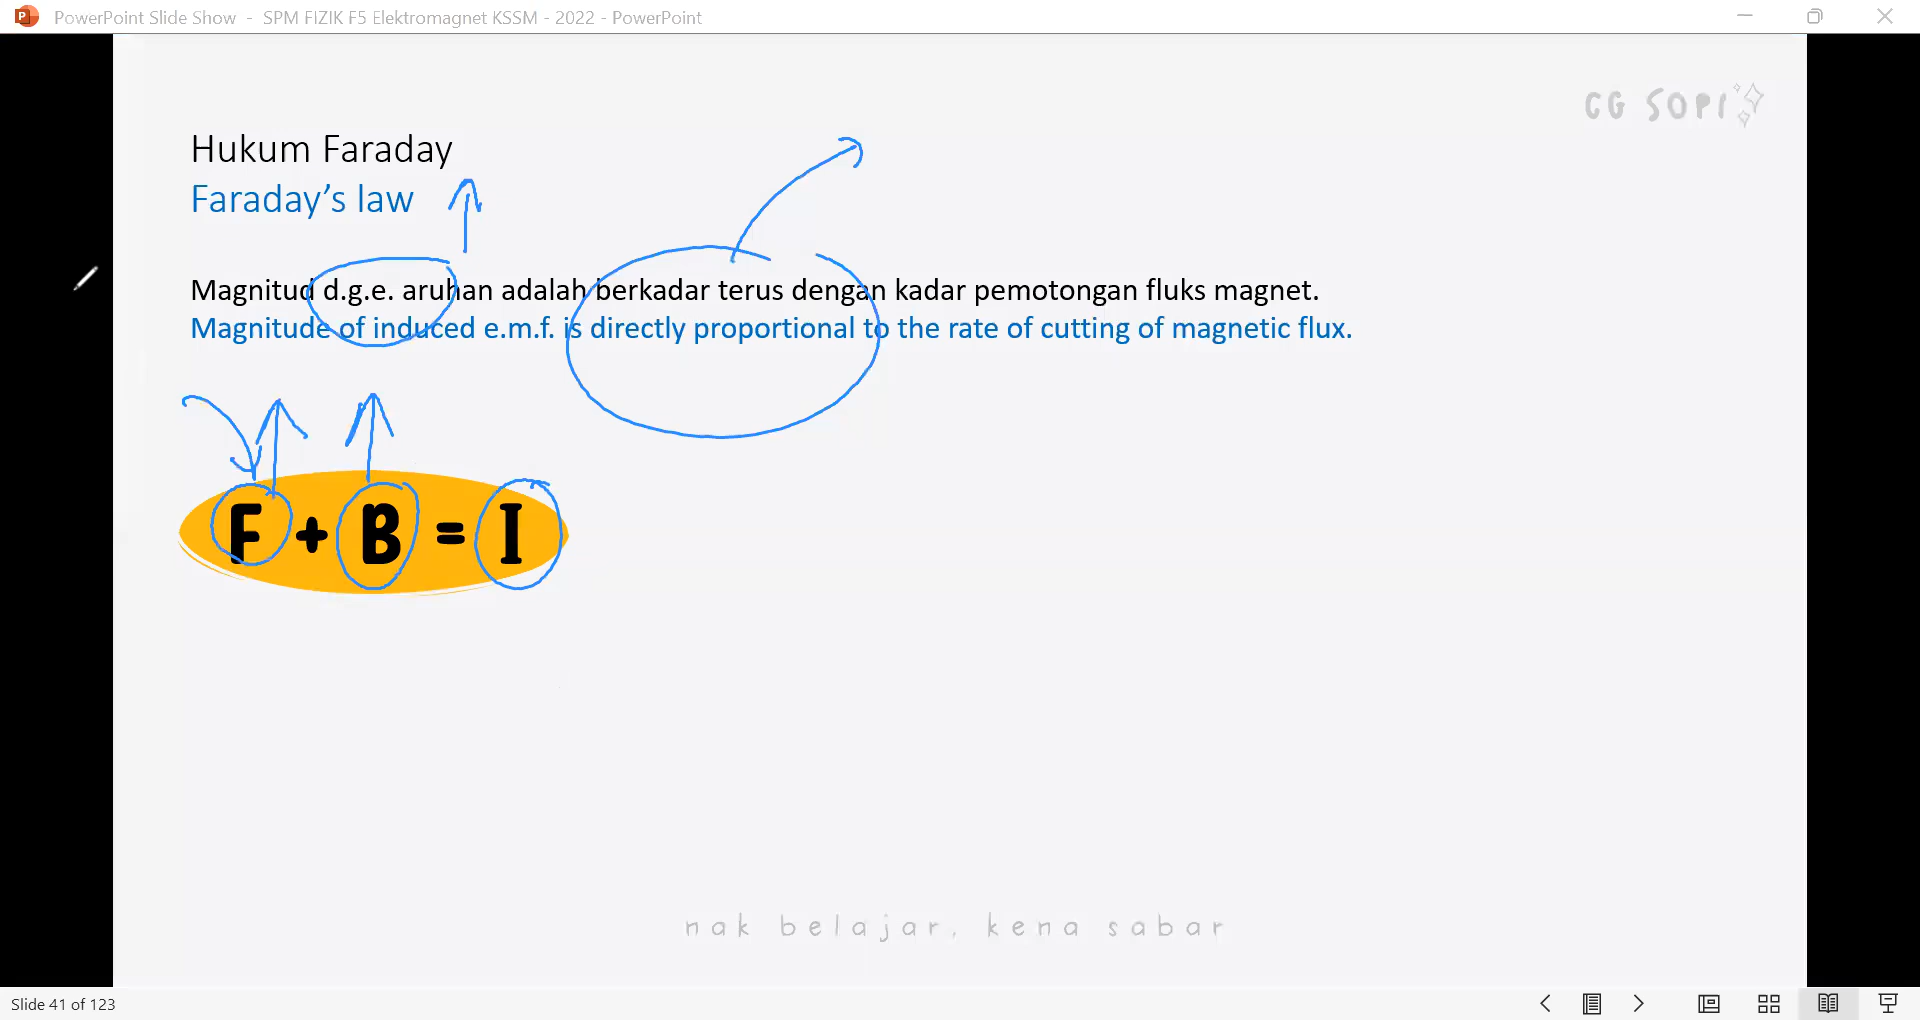 PowerPoint Slide Show - SPM FIZIK F5 Elektromagnet KSSM - 2022 - PowerPoint
CG SOPI
Hukum Faraday
Faraday’s law
Magnitud d.g.e. aruhan adalah berkadar terus dengan kadar pemotongan fluks magnet.
Magnitude of induced e.m.f. is directly proportional to the rate of cutting of magnetic flux.
F + B = I
nak belajar, kena sabar
Slide 41 of 123